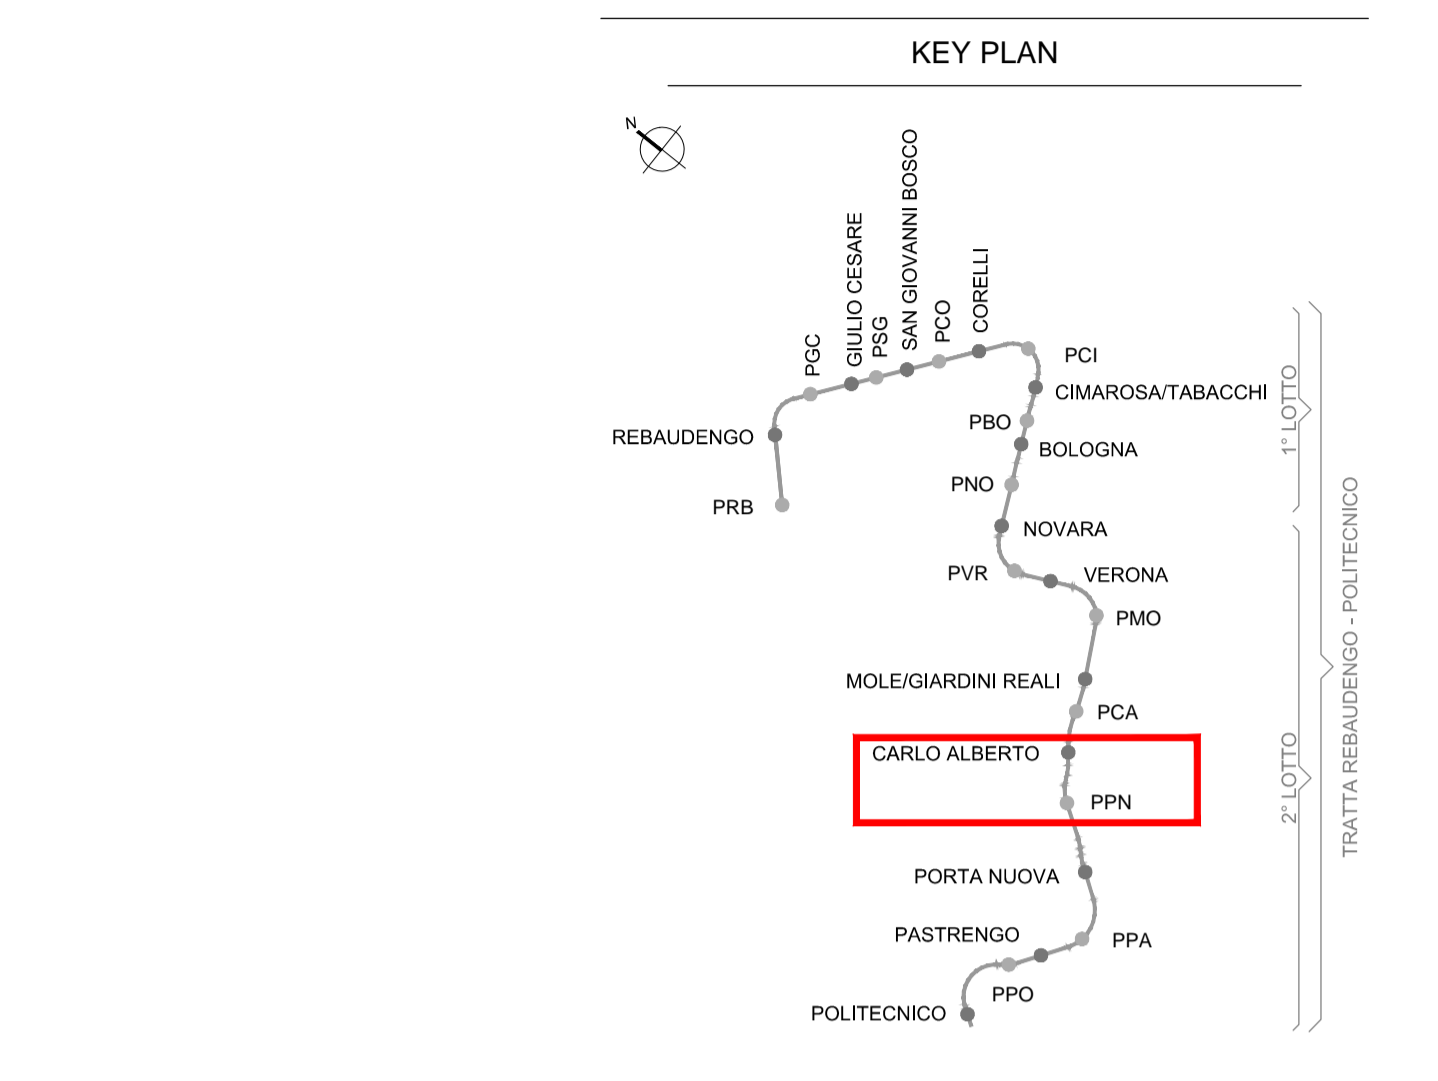 KEY PLAN
N
PGC
GIULIO CESARE
PSG
SAN GIOVANNI BOSCO
PCO
CORELLI
PCI
CIMAROSA/TABACCHI
PBO
REBAUDENGO
BOLOGNA
PNO
PRB
NOVARA
PVR
VERONA
PMO
MOLE/GIARDINI REALI
PCA
CARLO ALBERTO
PPN
PORTA NUOVA
PASTRENGO
PPA
PPO
POLITECNICO
1° LOTTO
2° LOTTO
TRATTA REBAUDENGO - POLITECNICO